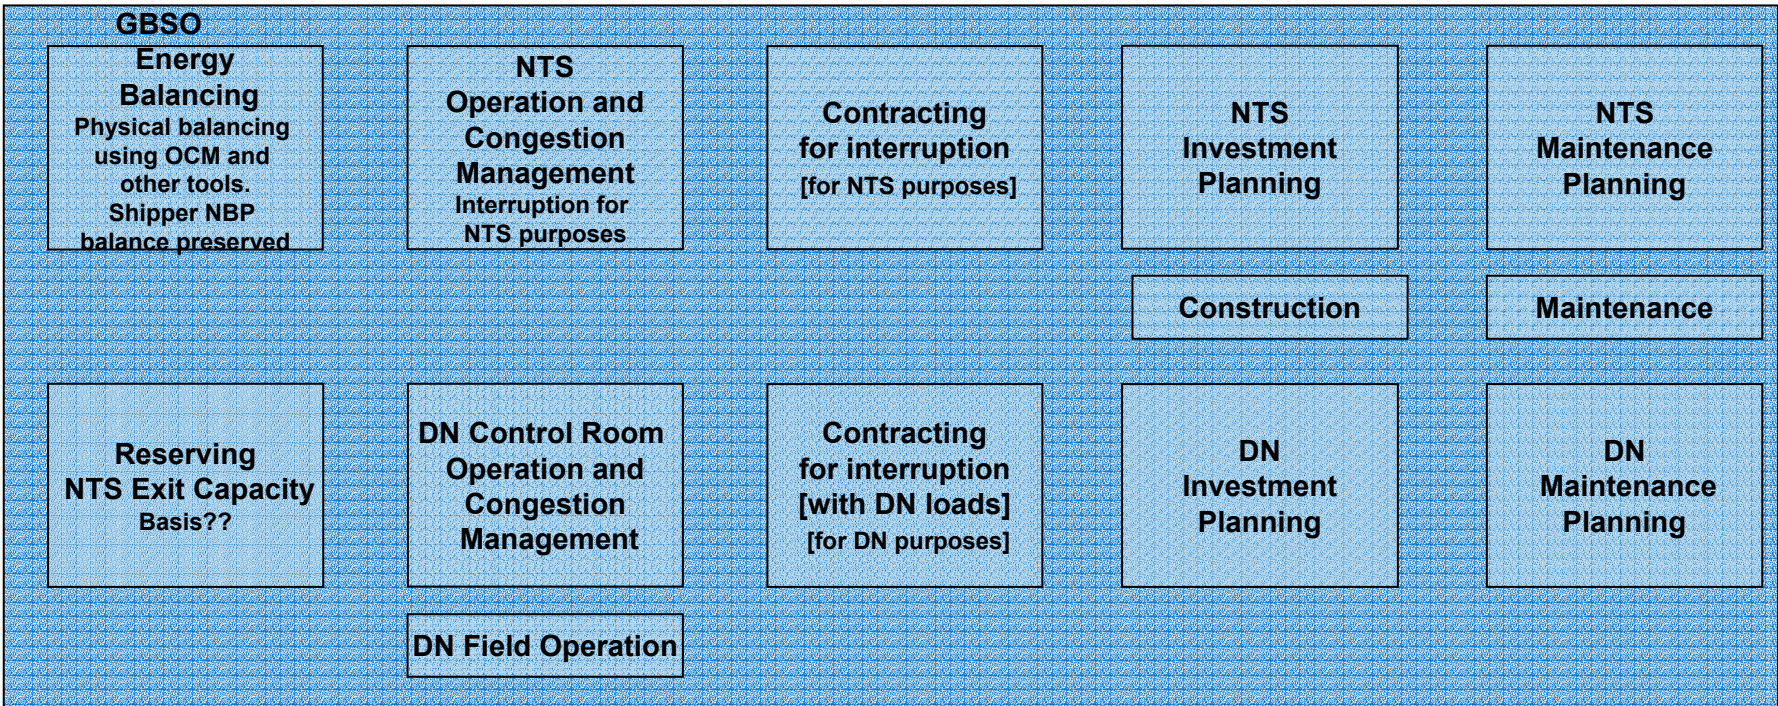 GBSO
Energy
Balancing
Physical balancing
using OCM and
other tools.
Shipper NBP
balance preserved
NTS
Operation and
Congestion
Management
Interruption for
NTS purposes
Contracting
for interruption
[for NTS purposes]
NTS
Investment
Planning
NTS
Maintenance
Planning
Construction
Maintenance
Reserving
NTS Exit Capacity
Basis??
DN Control Room
Operation and
Congestion
Management
Contracting
for interruption
[with DN loads]
[for DN purposes]
DN
Investment
Planning
DN
Maintenance
Planning
DN Field Operation